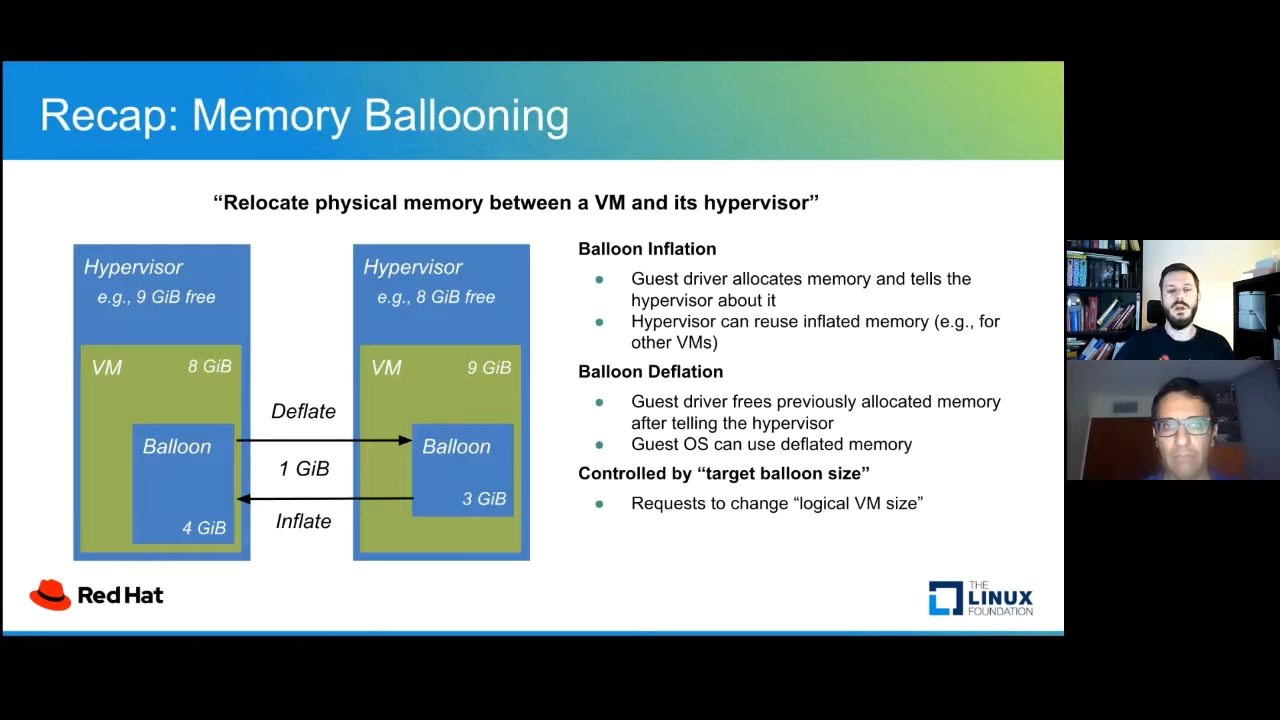 Recap: Memory Ballooning
“Relocate physical memory between a VM and its hypervisor”
Hypervisor
e.g., 9 GiB free
VM
8 GiB
Balloon
4 GiB
Deflate
1 GiB
Inflate
Hypervisor
e.g., 8 GiB free
VM
9 GiB
Balloon
3 GiB
Balloon Inflation
● Guest driver allocates memory and tells the
hypervisor about it
● Hypervisor can reuse inflated memory (e.g., for
other VMs)
Balloon Deflation
● Guest driver frees previously allocated memory
after telling the hypervisor
● Guest OS can use deflated memory
Controlled by “target balloon size”
● Requests to change “logical VM size”
Red Hat
THE
LINUX
FOUNDATION